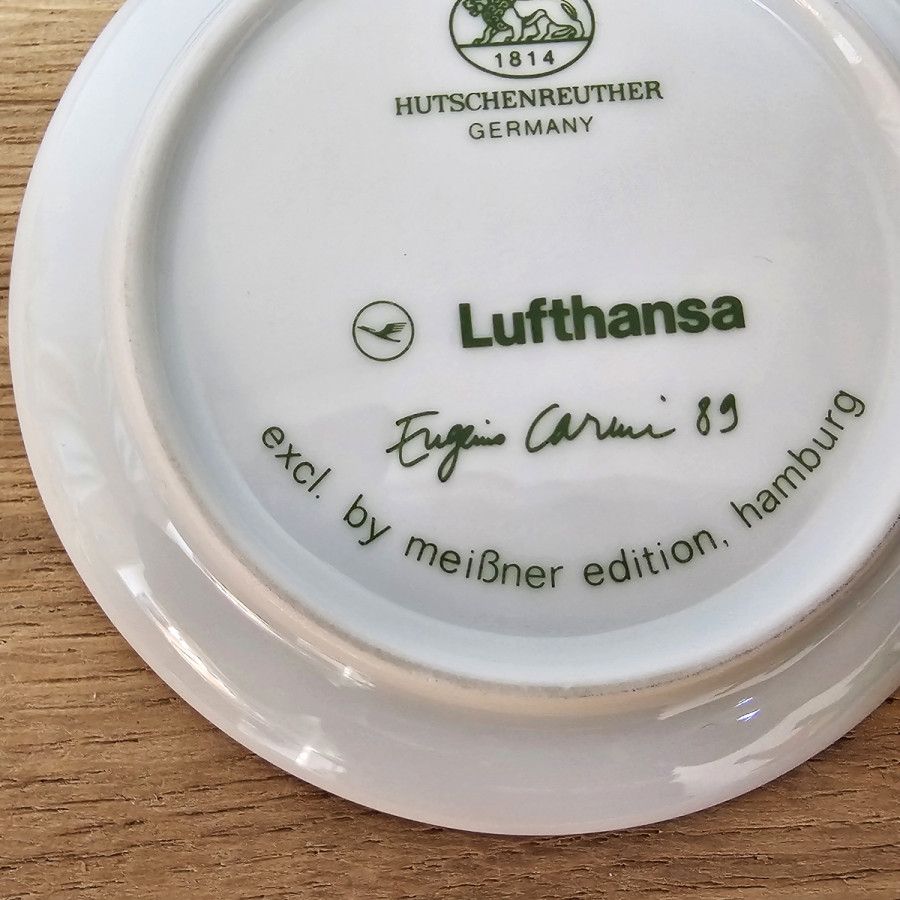 1814
HUTSCHENREUTHER
GERMANY
Lufthansa
Eugenio Carmi 89
excl. by meißner edition, hamburg